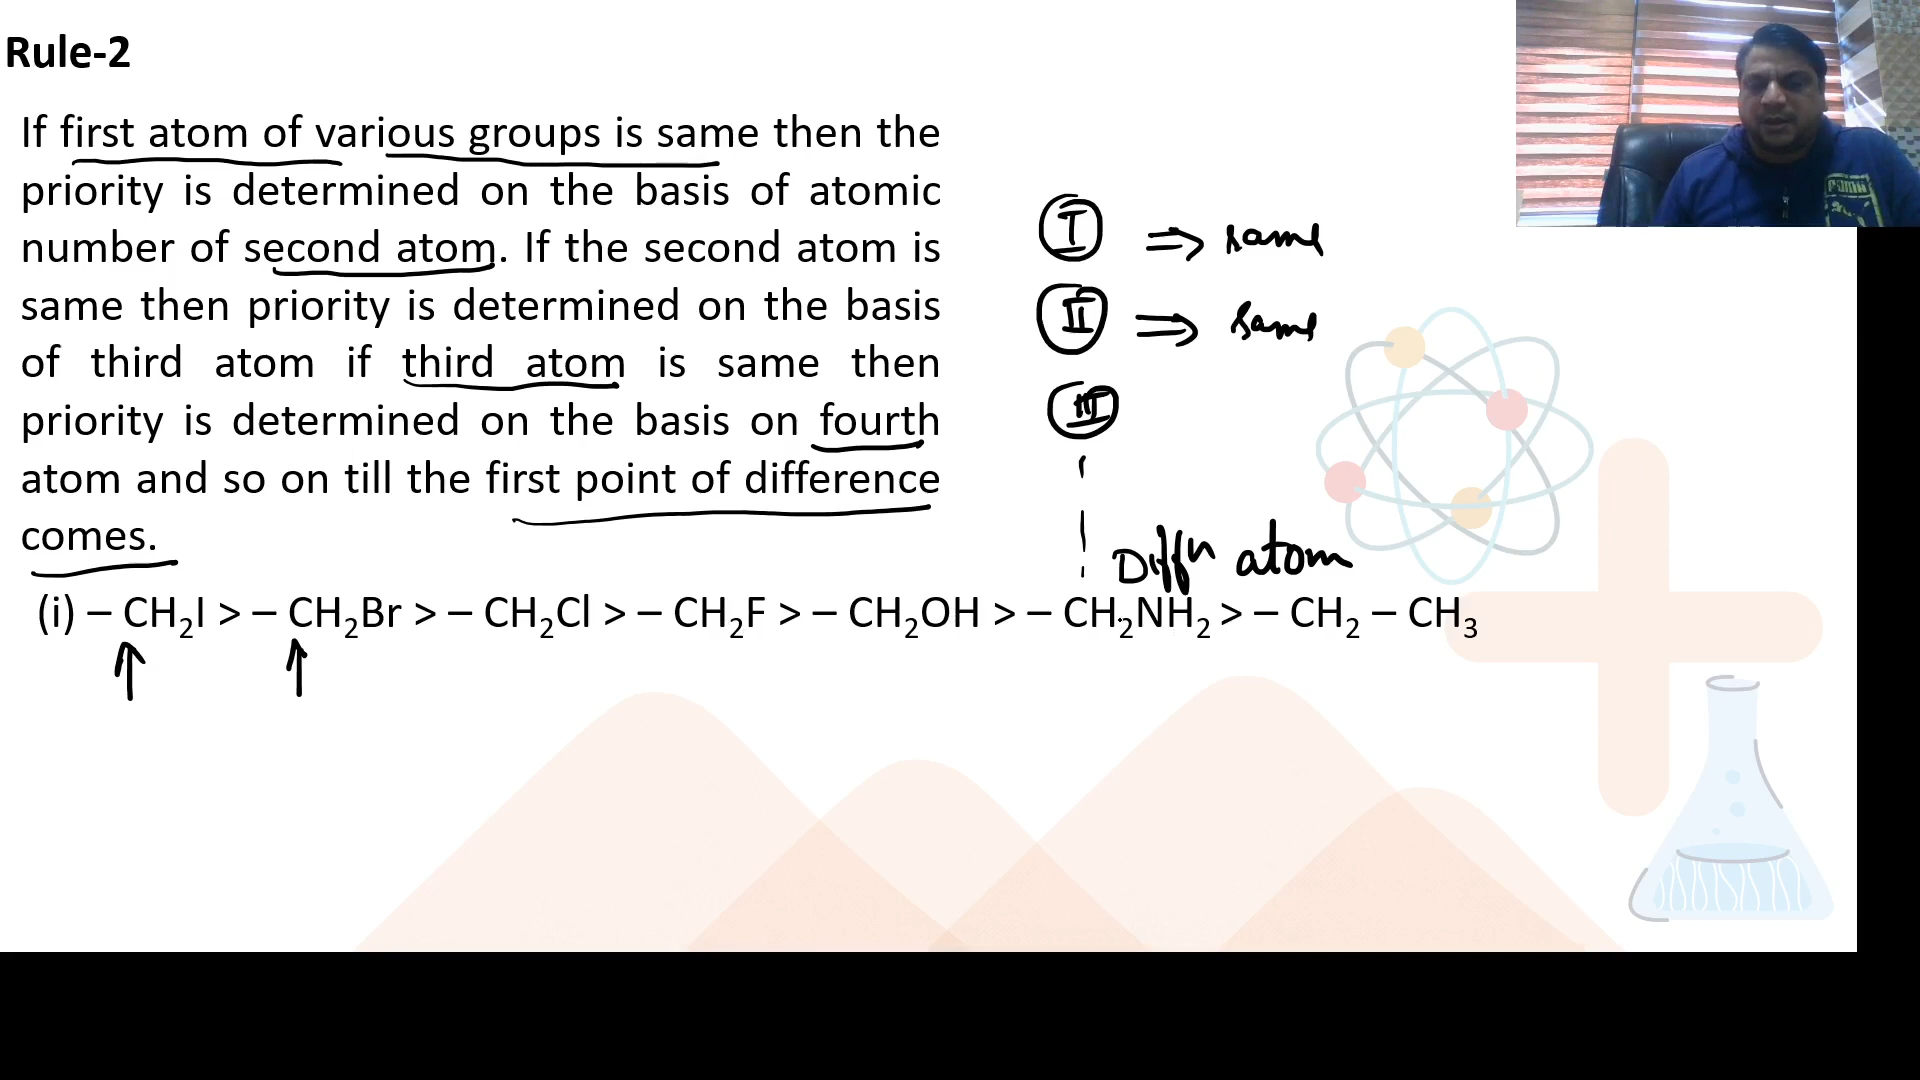 Rule-2
If first atom of various groups is same then the
priority is determined on the basis of atomic
number of second atom. If the second atom is
same then priority is determined on the basis
of third atom if third atom is same then
priority is determined on the basis on fourth
atom and so on till the first point of difference
comes.
I ⇒ same
II ⇒ same
III
Diffn atom
(i) – CH₂I > – CH₂Br > – CH₂Cl > – CH₂F > – CH₂OH > – CH₂NH₂ > – CH₂ – CH₃